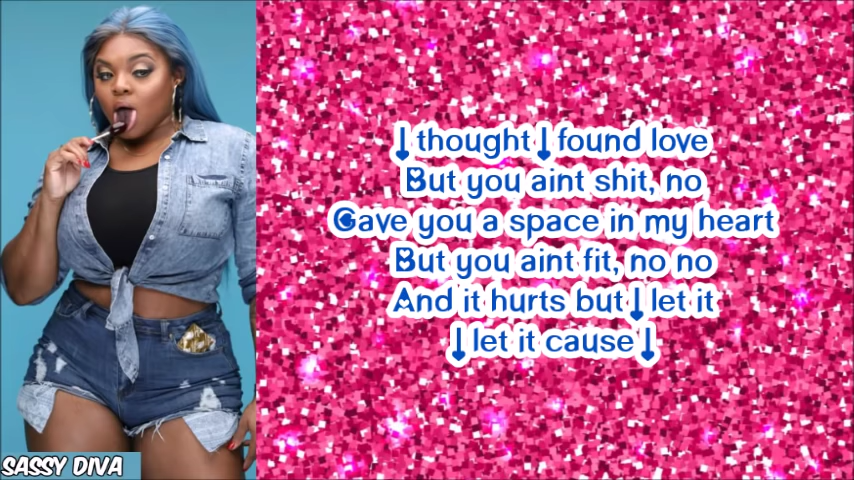 I thought I found love
But you aint shit, no
Gave you a space in my heart
But you aint fit, no no
And it hurts but I let it
I let it cause I
SASSY DIVA